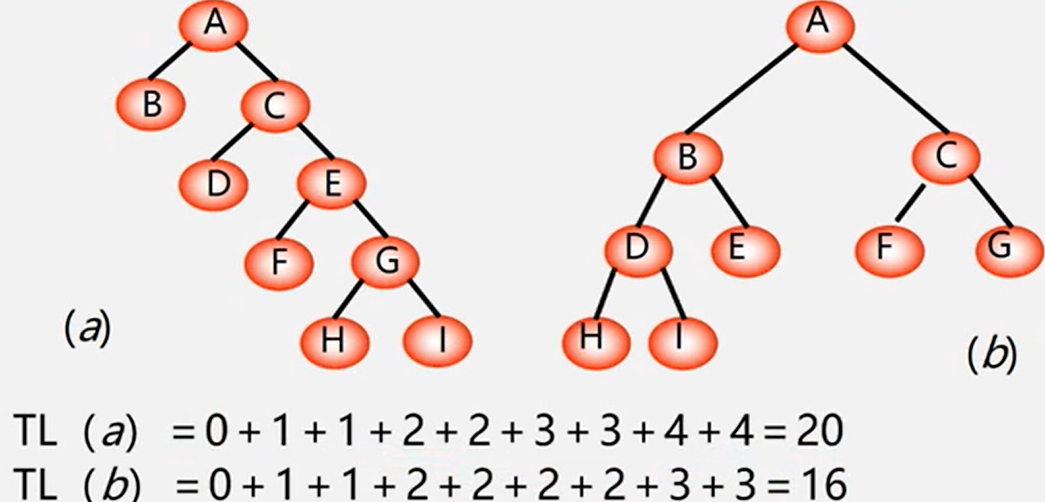 A A
B C
B C
D E
D E F G
F G
H I
H I
(a)
(b)
TL (a) = 0 + 1 + 1 + 2 + 2 + 3 + 3 + 4 + 4 = 20
TL (b) = 0 + 1 + 1 + 2 + 2 + 2 + 2 + 3 + 3 = 16